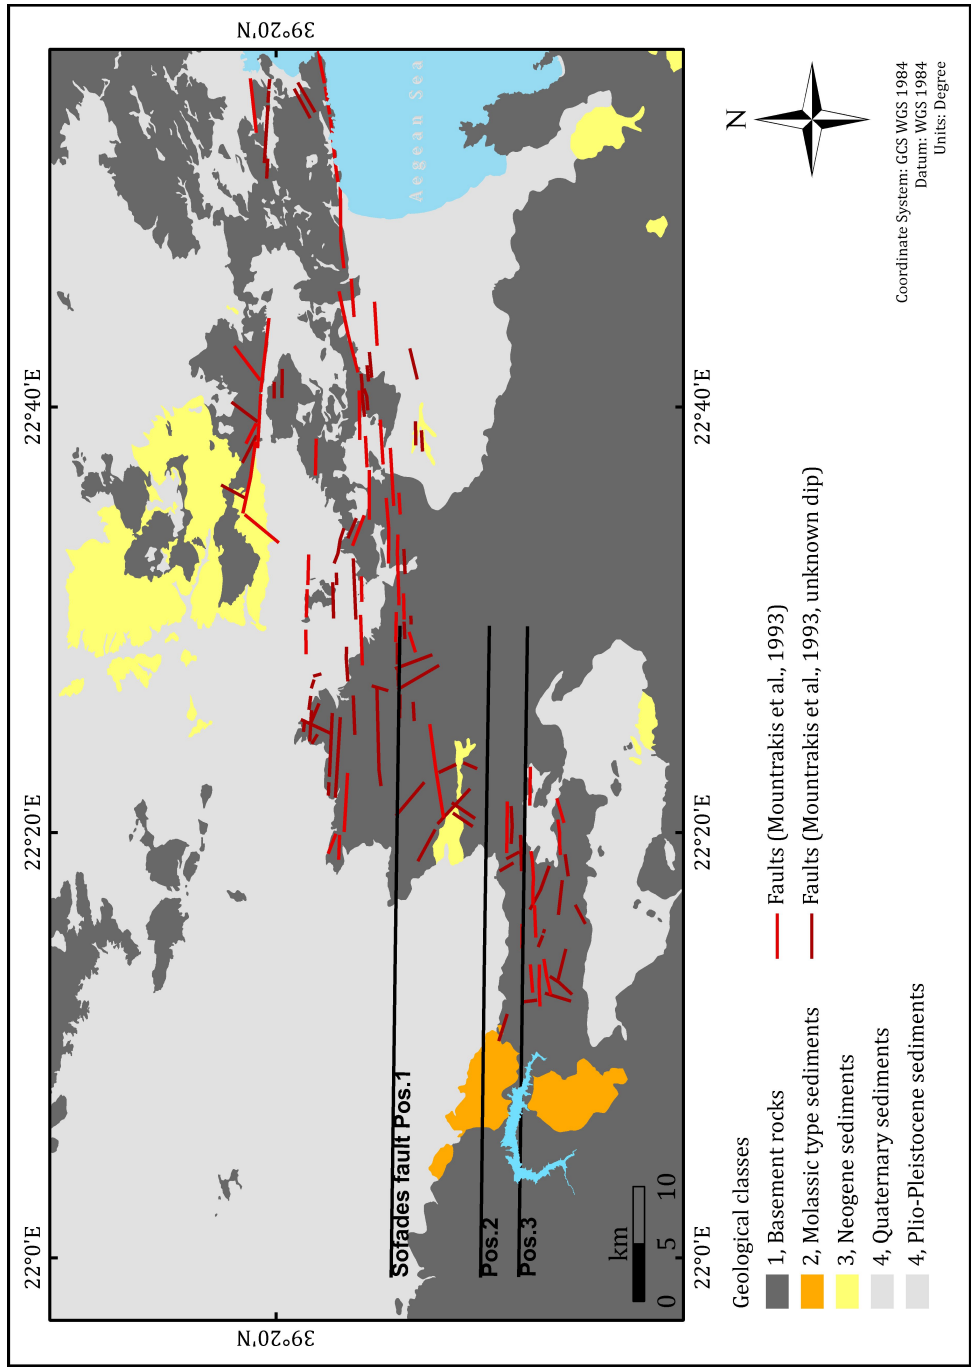 39°20'N
22°0'E
22°20'E
22°40'E
Aegean Sea
Sofades fault Pos.1
Pos.2
Pos.3
km
0 5 10
39°20'N
22°0'E
22°20'E
22°40'E
Geological classes
1, Basement rocks
2, Molassic type sediments
3, Neogene sediments
4, Quaternary sediments
4, Plio-Pleistocene sediments
Faults (Mountrakis et al., 1993)
Faults (Mountrakis et al., 1993, unknown dip)
N
Coordinate System: GCS WGS 1984
Datum: WGS 1984
Units: Degree